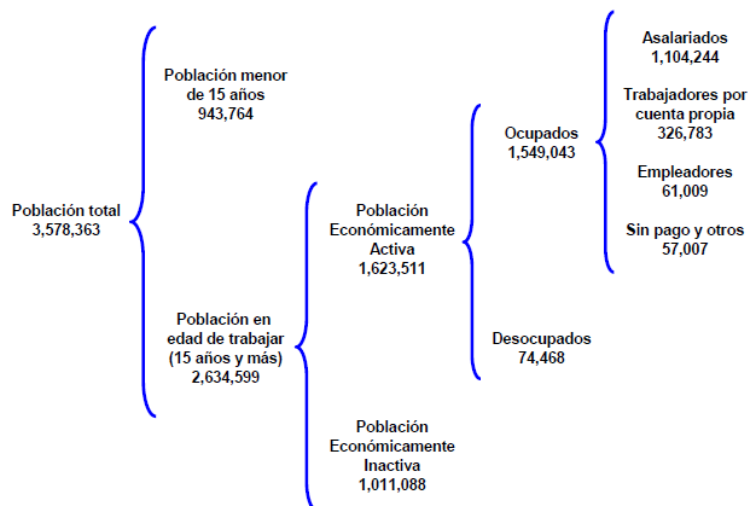 Población total
3,578,363
Población menor
de 15 años
943,764
Población en
edad de trabajar
(15 años y más)
2,634,599
Población
Económicamente
Activa
1,623,511
Población
Económicamente
Inactiva
1,011,088
Ocupados
1,549,043
Desocupados
74,468
Asalariados
1,104,244
Trabajadores por
cuenta propia
326,783
Empleadores
61,009
Sin pago y otros
57,007